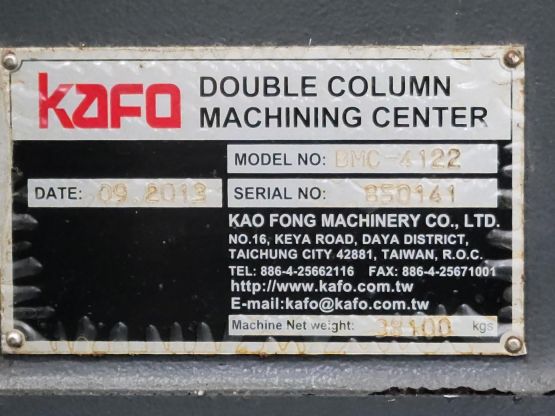 KAFO DOUBLE COLUMN
MACHINING CENTER
MODEL NO: BMC-4122
DATE: 09.2013 SERIAL NO: 850141
KAO FONG MACHINERY CO., LTD.
NO.16, KEYA ROAD, DAYA DISTRICT,
TAICHUNG CITY 42881, TAIWAN, R.O.C.
TEL: 886-4-25662116 FAX: 886-4-25671001
http://www.kafo.com.tw
E-mail:kafo@kafo.com.tw
Machine Net weight: 38100 kgs